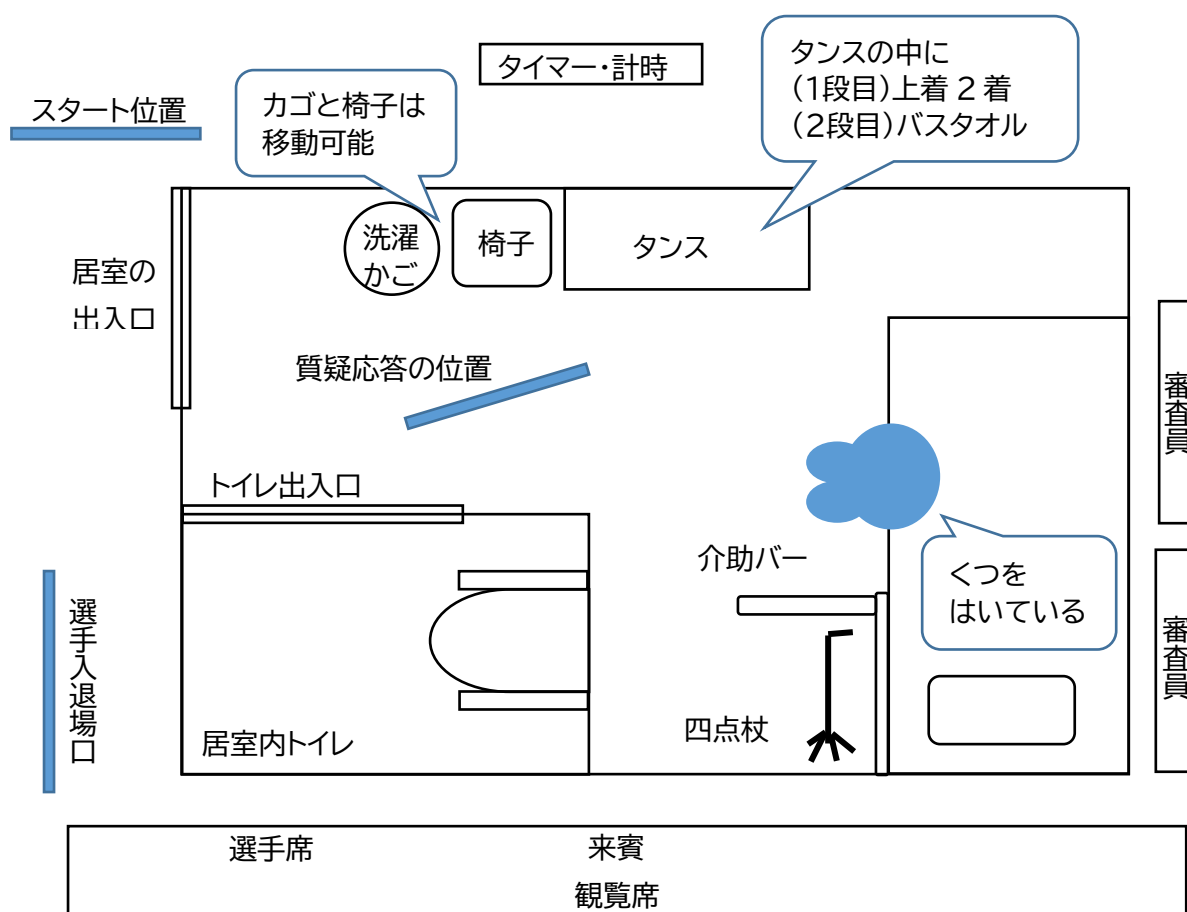 タイマー・計時
タンスの中に
(1段目)上着2着
(2段目)バスタオル
スタート位置
カゴと椅子は
移動可能
洗濯
かご
椅子
タンス
居室の
出入口
質疑応答の位置
審査員
トイレ出入口
介助バー
くつを
はいている
選手入退場口
審査員
四点杖
居室内トイレ
選手席
来賓
観覧席